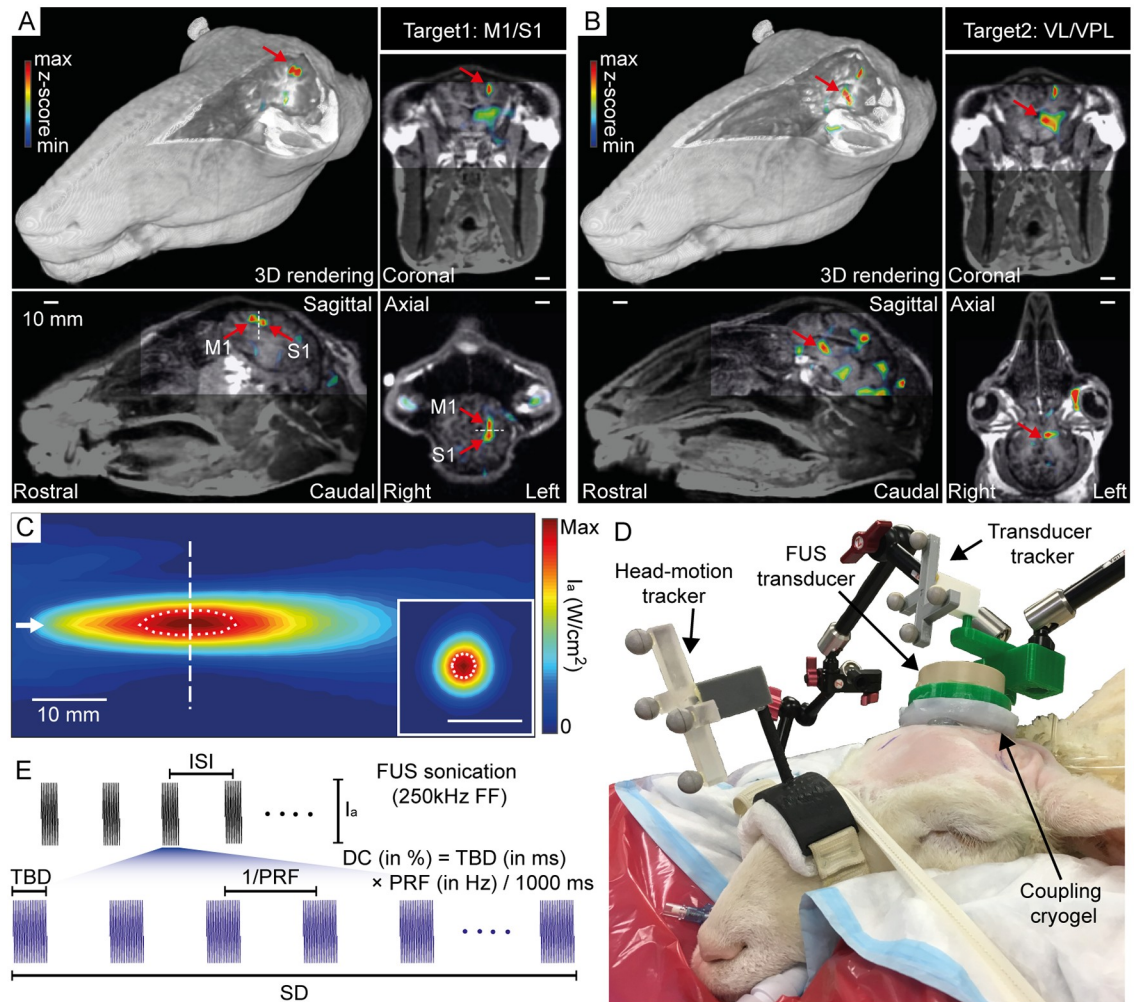 A
max
z-score
min
Target1: M1/S1
3D rendering
Coronal
10 mm
Sagittal
M1
S1
Rostral
Caudal
Axial
M1
S1
Right
Left
B
max
z-score
min
Target2: VL/VPL
3D rendering
Coronal
Sagittal
Rostral
Caudal
Axial
Right
Left
C
10 mm
Max
Ia (W/cm²)
0
D
Head-motion
tracker
FUS
transducer
Transducer
tracker
Coupling
cryogel
E
ISI
FUS sonication
(250kHz FF)
Ia
DC (in %) = TBD (in ms)
× PRF (in Hz) / 1000 ms
TBD
1/PRF
SD